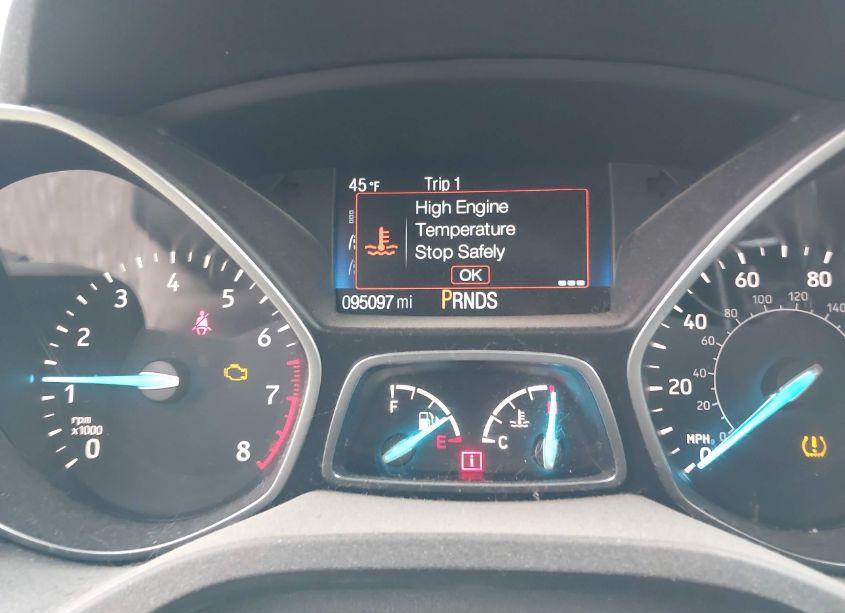 45 °F Trip 1
High Engine
Temperature
Stop Safely
OK
095097 mi PRNDS
0
1
2
3
4
5
6
7
8
rpm
x1000
F
E
C
H
i
0
20
40
60
80
MPH
0
20
40
60
80
100
120
140